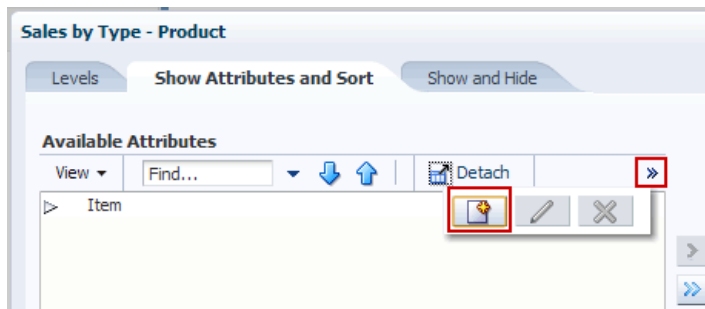 Sales by Type - Product
Levels Show Attributes and Sort Show and Hide
Available Attributes
View Find... Detach
Item